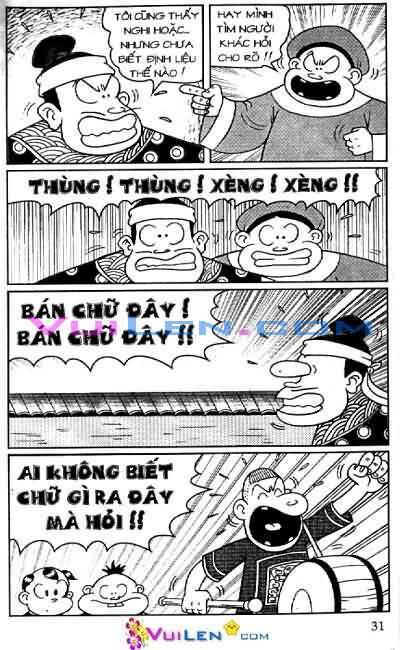 TÔI CŨNG THẤY
NGHI HOẶC...
NHƯNG CHƯA
BIẾT ĐỊNH LIỆU
THẾ NÀO!
HAY MÌNH
TÌM NGƯỜI
KHÁC HỎI
CHO RÕ!!
THÙNG! THÙNG! XÈNG! XÈNG!!
BÁN CHỮ ĐÂY!
BÁN CHỮ ĐÂY!!
VUILEN.COM
AI KHÔNG BIẾT
CHỮ GÌ RA ĐÂY
MÀ HỎI!!
31
VUILEN.COM